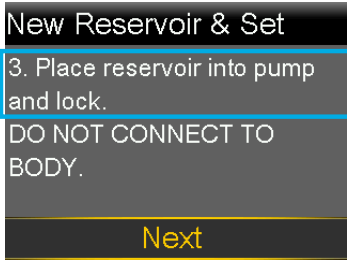 New Reservoir & Set
3. Place reservoir into pump
and lock.
DO NOT CONNECT TO
BODY.
Next